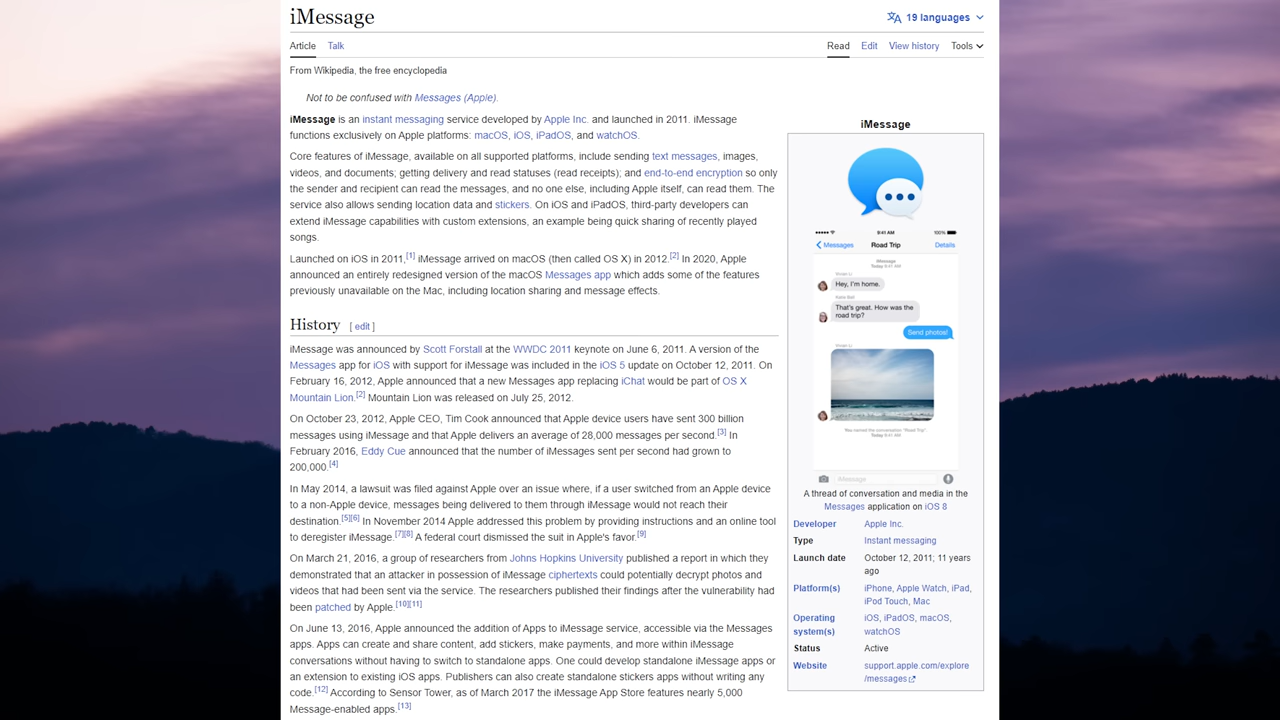 iMessage
19 languages
Article Talk Read Edit View history Tools
From Wikipedia, the free encyclopedia
Not to be confused with Messages (Apple).
iMessage is an instant messaging service developed by Apple Inc. and launched in 2011. iMessage
functions exclusively on Apple platforms: macOS, iOS, iPadOS, and watchOS.
Core features of iMessage, available on all supported platforms, include sending text messages, images,
videos, and documents; getting delivery and read statuses (read receipts); and end-to-end encryption so only
the sender and recipient can read the messages, and no one else, including Apple itself, can read them. The
service also allows sending location data and stickers. On iOS and iPadOS, third-party developers can
extend iMessage capabilities with custom extensions, an example being quick sharing of recently played
songs.
Launched on iOS in 2011,[1] iMessage arrived on macOS (then called OS X) in 2012.[2] In 2020, Apple
announced an entirely redesigned version of the macOS Messages app which adds some of the features
previously unavailable on the Mac, including location sharing and message effects.
History [ edit ]
iMessage was announced by Scott Forstall at the WWDC 2011 keynote on June 6, 2011. A version of the
Messages app for iOS with support for iMessage was included in the iOS 5 update on October 12, 2011. On
February 16, 2012, Apple announced that a new Messages app replacing iChat would be part of OS X
Mountain Lion.[2] Mountain Lion was released on July 25, 2012.
On October 23, 2012, Apple CEO, Tim Cook announced that Apple device users have sent 300 billion
messages using iMessage and that Apple delivers an average of 28,000 messages per second.[3] In
February 2016, Eddy Cue announced that the number of iMessages sent per second had grown to
200,000.[4]
In May 2014, a lawsuit was filed against Apple over an issue where, if a user switched from an Apple device
to a non-Apple device, messages being delivered to them through iMessage would not reach their
destination.[5][6] In November 2014 Apple addressed this problem by providing instructions and an online tool
to deregister iMessage.[7][8] A federal court dismissed the suit in Apple's favor.[9]
On March 21, 2016, a group of researchers from Johns Hopkins University published a report in which they
demonstrated that an attacker in possession of iMessage ciphertexts could potentially decrypt photos and
videos that had been sent via the service. The researchers published their findings after the vulnerability had
been patched by Apple.[10][11]
On June 13, 2016, Apple announced the addition of Apps to iMessage service, accessible via the Messages
apps. Apps can create and share content, add stickers, make payments, and more within iMessage
conversations without having to switch to standalone apps. One could develop standalone iMessage apps or
an extension to existing iOS apps. Publishers can also create standalone stickers apps without writing any
code.[12] According to Sensor Tower, as of March 2017 the iMessage App Store features nearly 5,000
Message-enabled apps.[13]
iMessage
9:41 AM 100%
Messages Road Trip Details
iMessage
Today 9:41 AM
Hey, I'm home.
That's great. How was the
road trip?
Send photos!
You named the conversation "Road Trip".
Today 9:41 AM
iMessage
A thread of conversation and media in the
Messages application on iOS 8
Developer Apple Inc.
Type Instant messaging
Launch date October 12, 2011; 11 years
ago
Platform(s) iPhone, Apple Watch, iPad,
iPod Touch, Mac
Operating iOS, iPadOS, macOS,
system(s) watchOS
Status Active
Website support.apple.com/explore
/messages